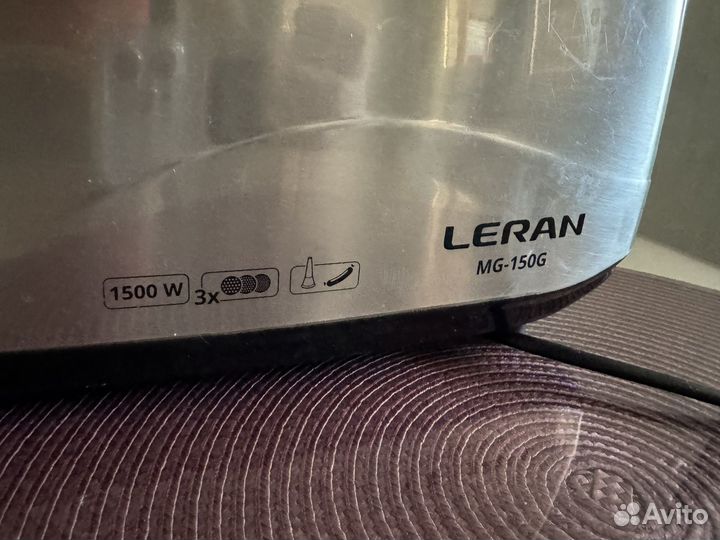 LERAN
MG-150G
1500 W
3x
Avito